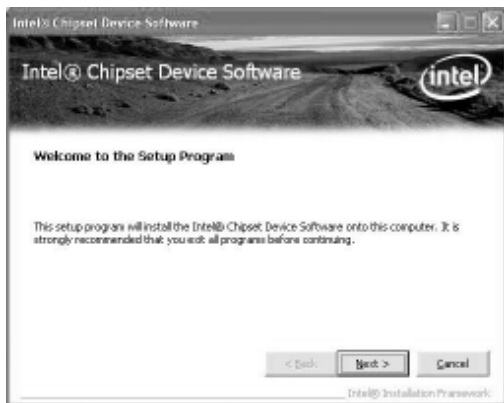 Intel® Chipset Device Software
Intel® Chipset Device Software
intel
Welcome to the Setup Program
This setup program will install the Intel® Chipset Device Software onto this computer. It is
strongly recommended that you exit all programs before continuing.
< Back
Next >
Cancel
Intel® Installation Framework